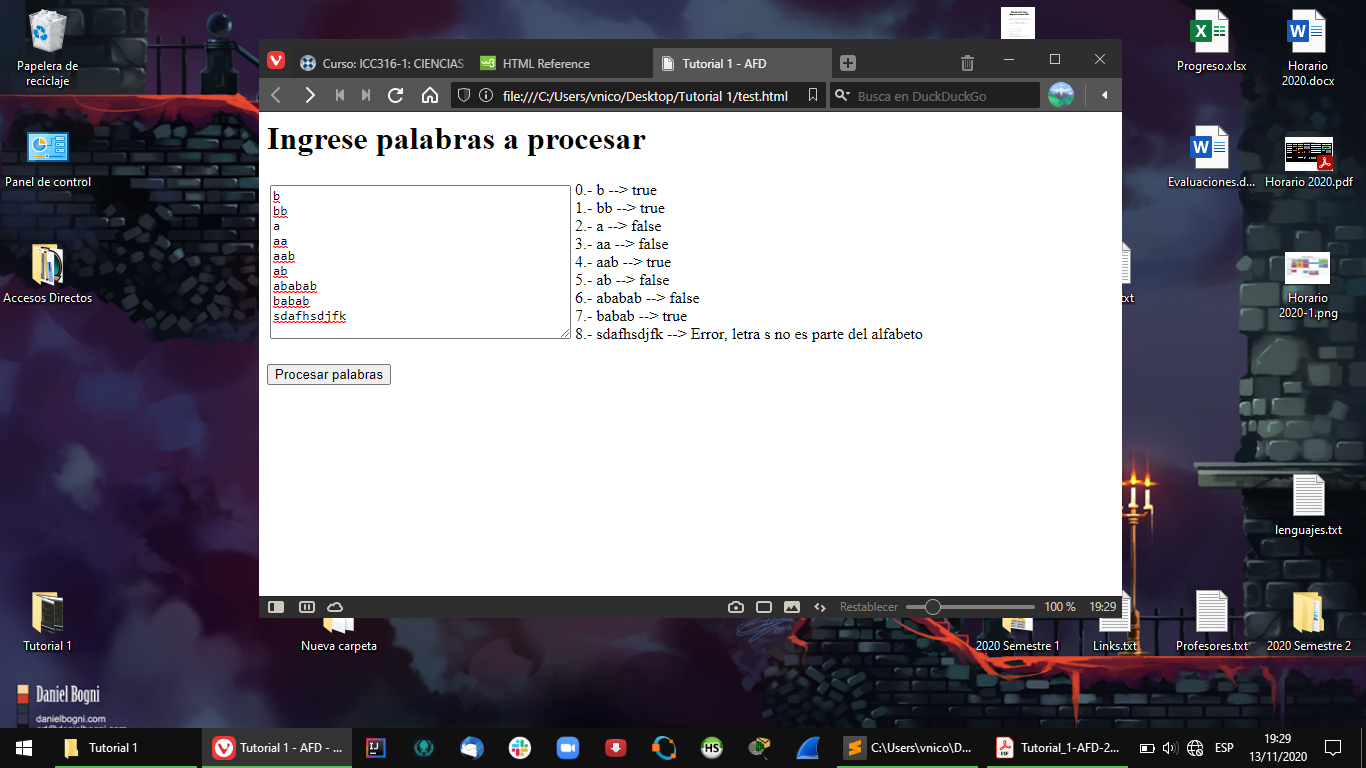 Papelera de
reciclaje
Panel de control
Accesos Directos
Tutorial 1
Nueva carpeta
Daniel Bogni
danielbogni.com
Curso: ICC316-1: CIENCIAS
HTML Reference
Tutorial 1 - AFD
file:///C:/Users/vnico/Desktop/Tutorial 1/test.html
Busca en DuckDuckGo
Ingrese palabras a procesar
b
bb
a
aa
aab
ab
ababab
babab
sdafhsdjfk
0.- b --> true
1.- bb --> true
2.- a --> false
3.- aa --> false
4.- aab --> true
5.- ab --> false
6.- ababab --> false
7.- babab --> true
8.- sdafhsdjfk --> Error, letra s no es parte del alfabeto
Procesar palabras
Restablecer
100 %
19:29
Progreso.xlsx
Horario
2020.docx
Evaluaciones.d...
Horario 2020.pdf
txt
Horario
2020-1.png
lenguajes.txt
2020 Semestre 1
Links.txt
Profesores.txt
2020 Semestre 2
Tutorial 1
Tutorial 1 - AFD - ...
IJ
HS
C:\Users\vnico\D...
Tutorial_1-AFD-2...
ESP
19:29
13/11/2020